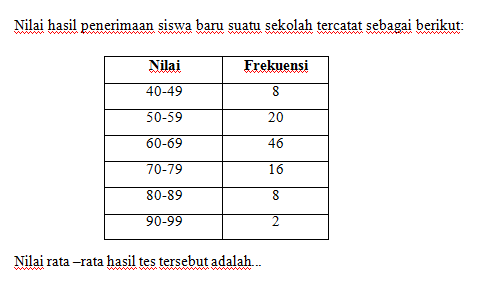 Nilai hasil penerimaan siswa baru suatu sekolah tercatat sebagai berikut:
Nilai Frekuensi
40-49 8
50-59 20
60-69 46
70-79 16
80-89 8
90-99 2
Nilai rata –rata hasil tes tersebut adalah...